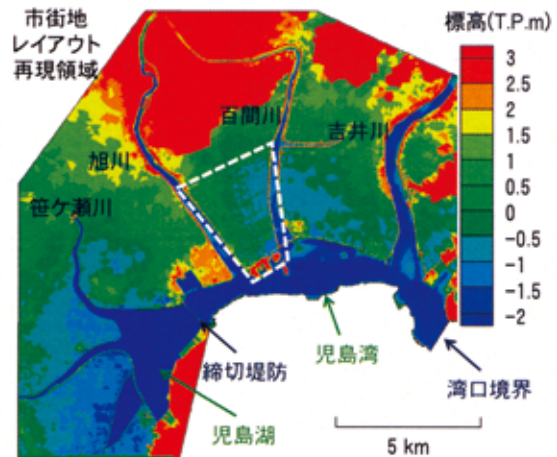 市街地
レイアウト
再現領域
標高(T.P.m)
3
2.5
2
1.5
1
0.5
0
-0.5
-1
-1.5
-2
百間川
吉井川
旭川
笹ケ瀬川
児島湾
締切堤防
湾口境界
児島湖
5 km